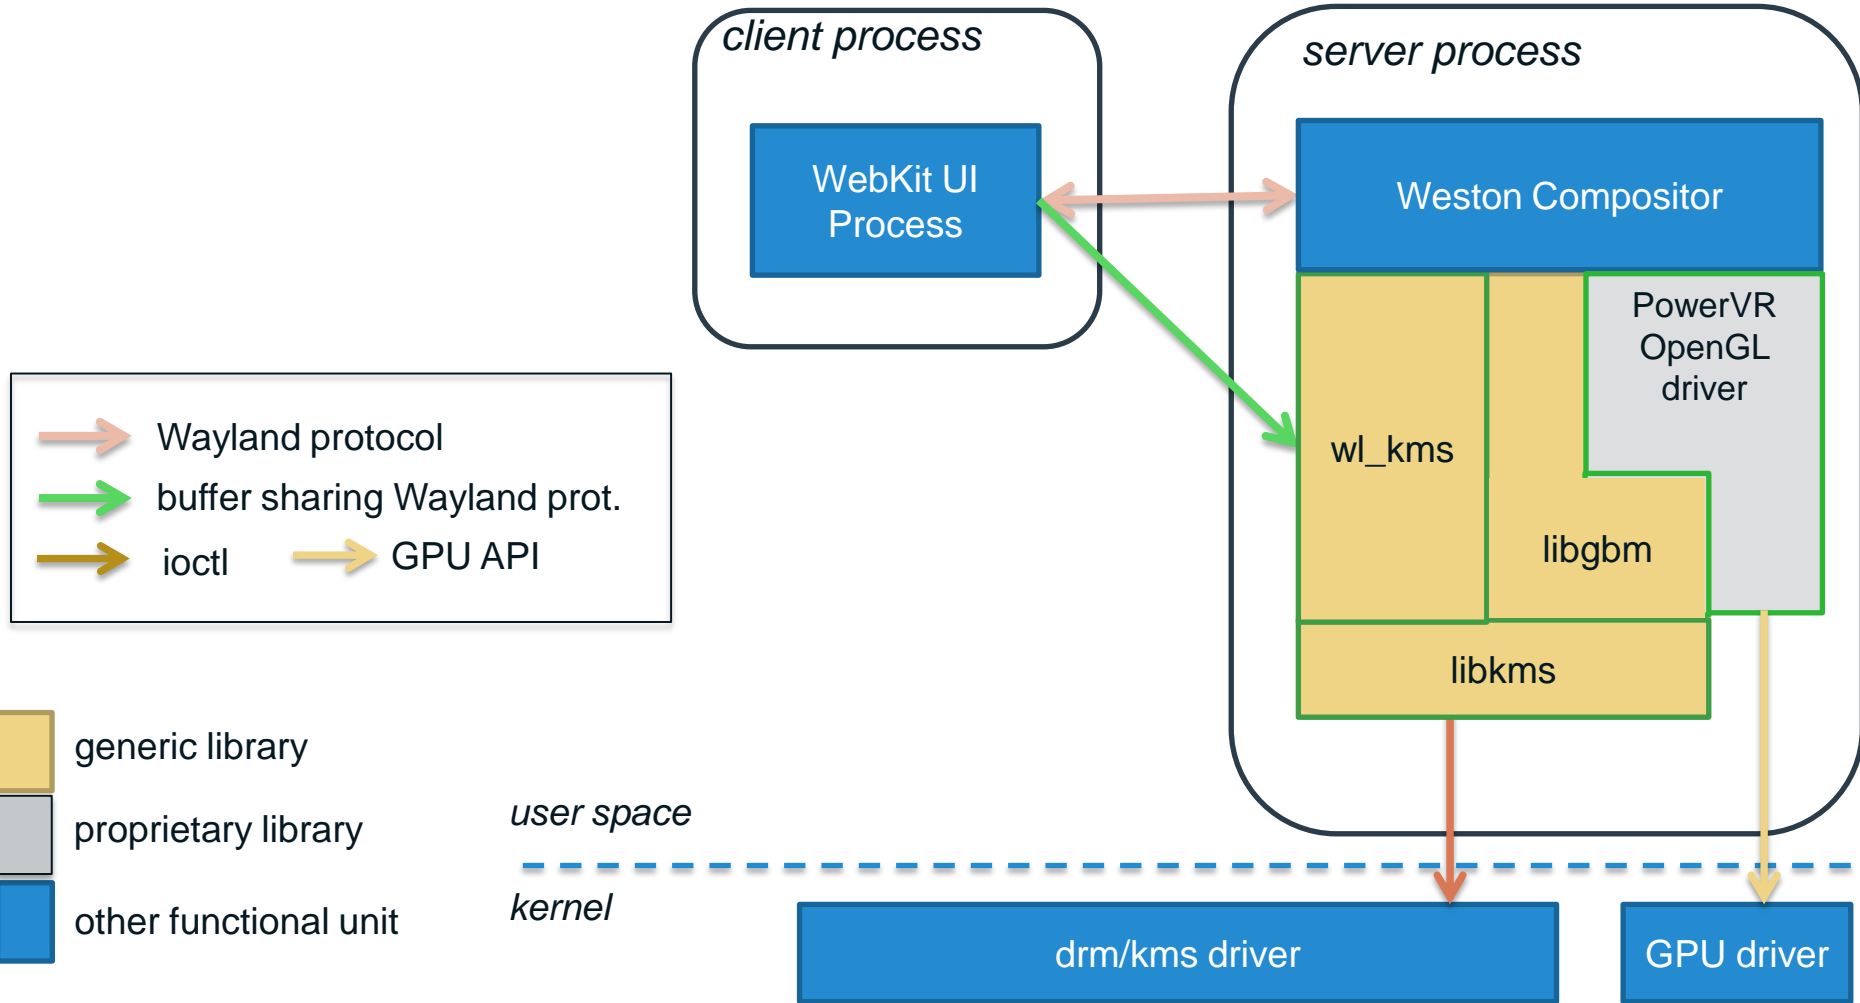 client process
server process
WebKit UI
Process
Weston Compositor
PowerVR
OpenGL
driver
wl_kms
libgbm
libkms
Wayland protocol
buffer sharing Wayland prot.
ioctl
GPU API
generic library
proprietary library
other functional unit
user space
kernel
drm/kms driver
GPU driver